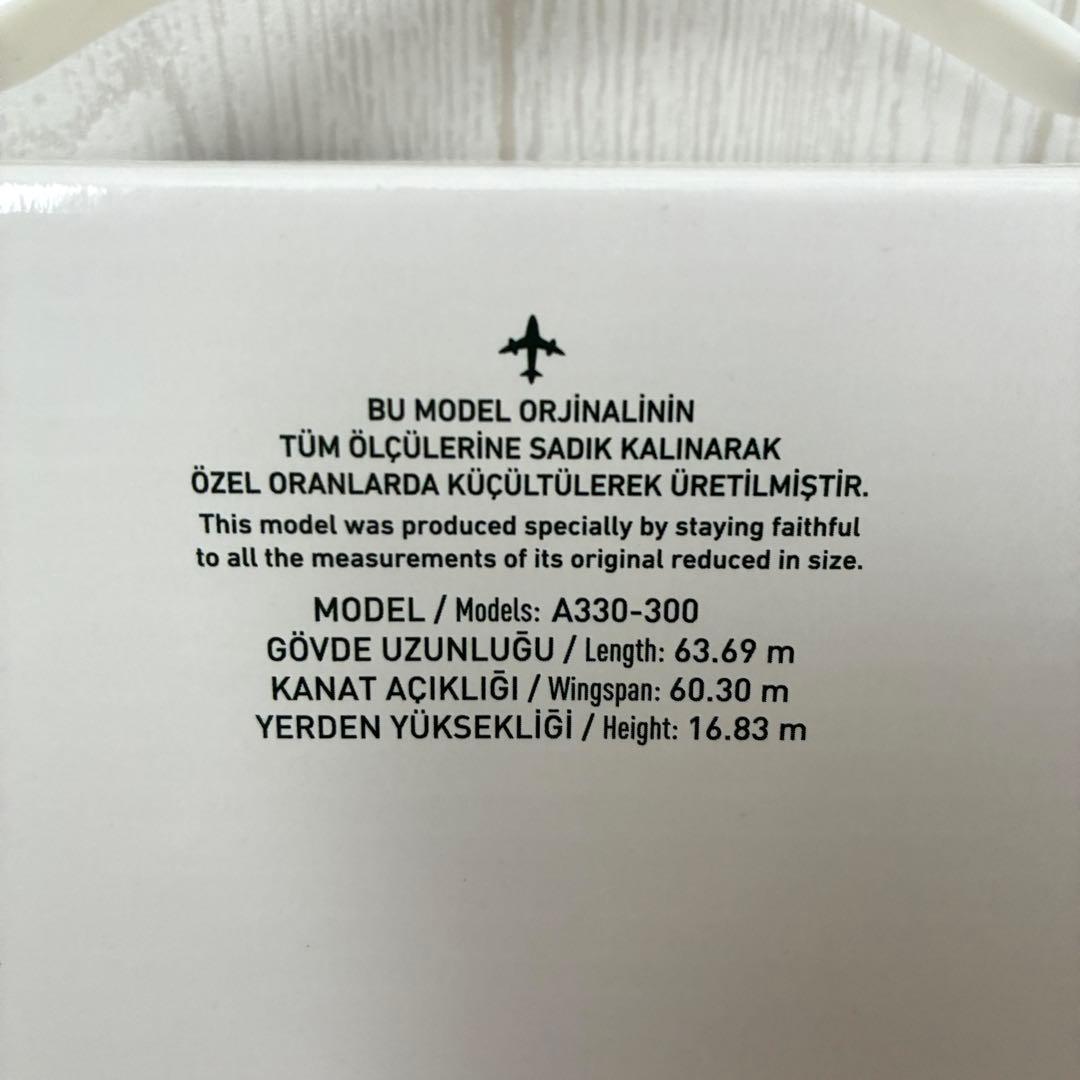 BU MODEL ORJİNALİNİN
TÜM ÖLÇÜLERİNE SADIK KALINARAK
ÖZEL ORANLARDA KÜÇÜLTÜLEREK ÜRETİLMİŞTİR.
This model was produced specially by staying faithful
to all the measurements of its original reduced in size.
MODEL / Models: A330-300
GÖVDE UZUNLUĞU / Length: 63.69 m
KANAT AÇIKLIĞI / Wingspan: 60.30 m
YERDEN YÜKSEKLİĞİ / Height: 16.83 m